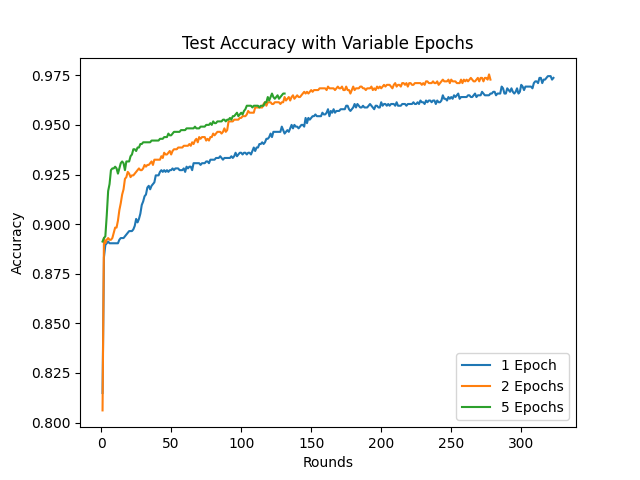 Test Accuracy with Variable Epochs
Accuracy
0.975
0.950
0.925
0.900
0.875
0.850
0.825
0.800
0
50
100
150
200
250
300
Rounds
1 Epoch
2 Epochs
5 Epochs